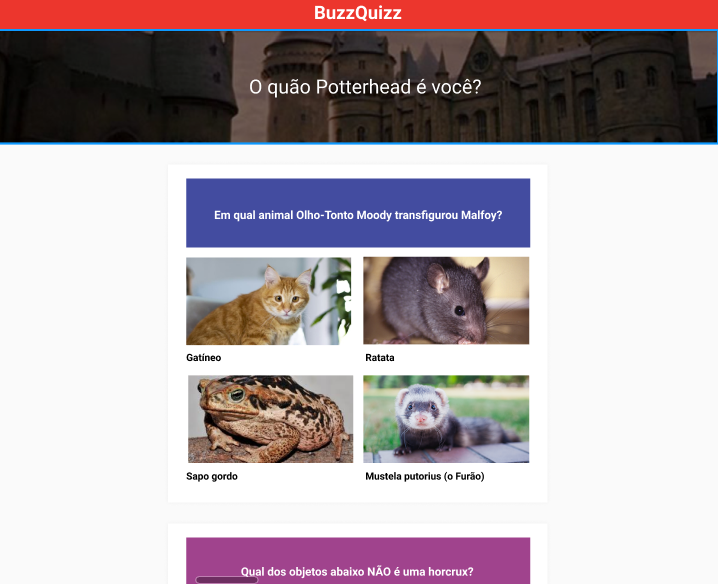 BuzzQuizz
O quão Potterhead é você?
Em qual animal Olho-Tonto Moody transfigurou Malfoy?
Gatíneo
Ratata
Sapo gordo
Mustela putorius (o Furão)
Qual dos objetos abaixo NÃO é uma horcrux?